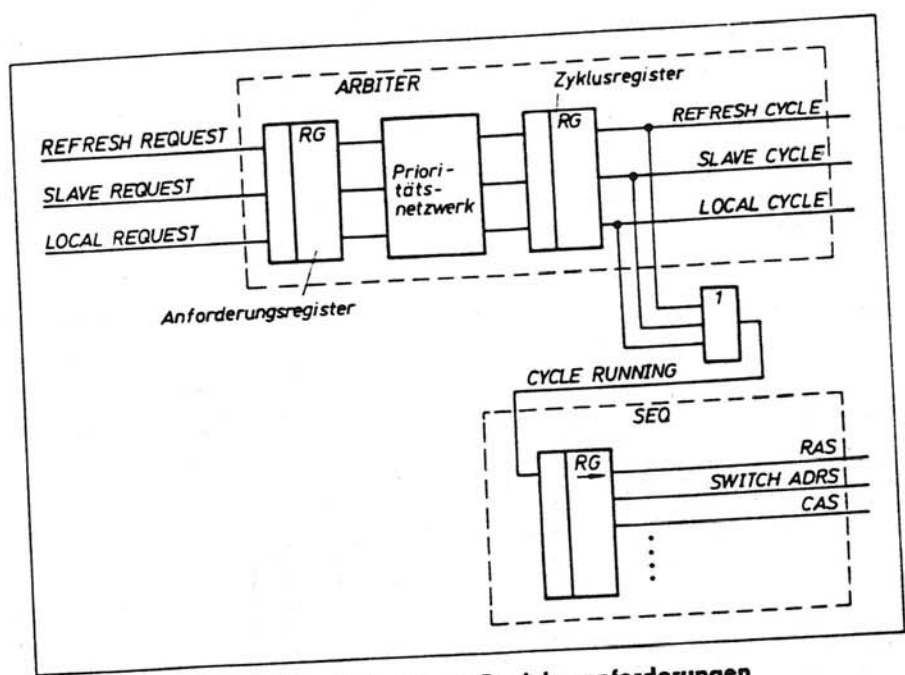 ARBITER
Zyklusregister
REFRESH REQUEST
RG
RG
REFRESH CYCLE
SLAVE REQUEST
Priori-
täts-
netzwerk
SLAVE CYCLE
LOCAL REQUEST
LOCAL CYCLE
Anforderungsregister
1
CYCLE RUNNING
SEQ
RG
RAS
SWITCH ADRS
CAS